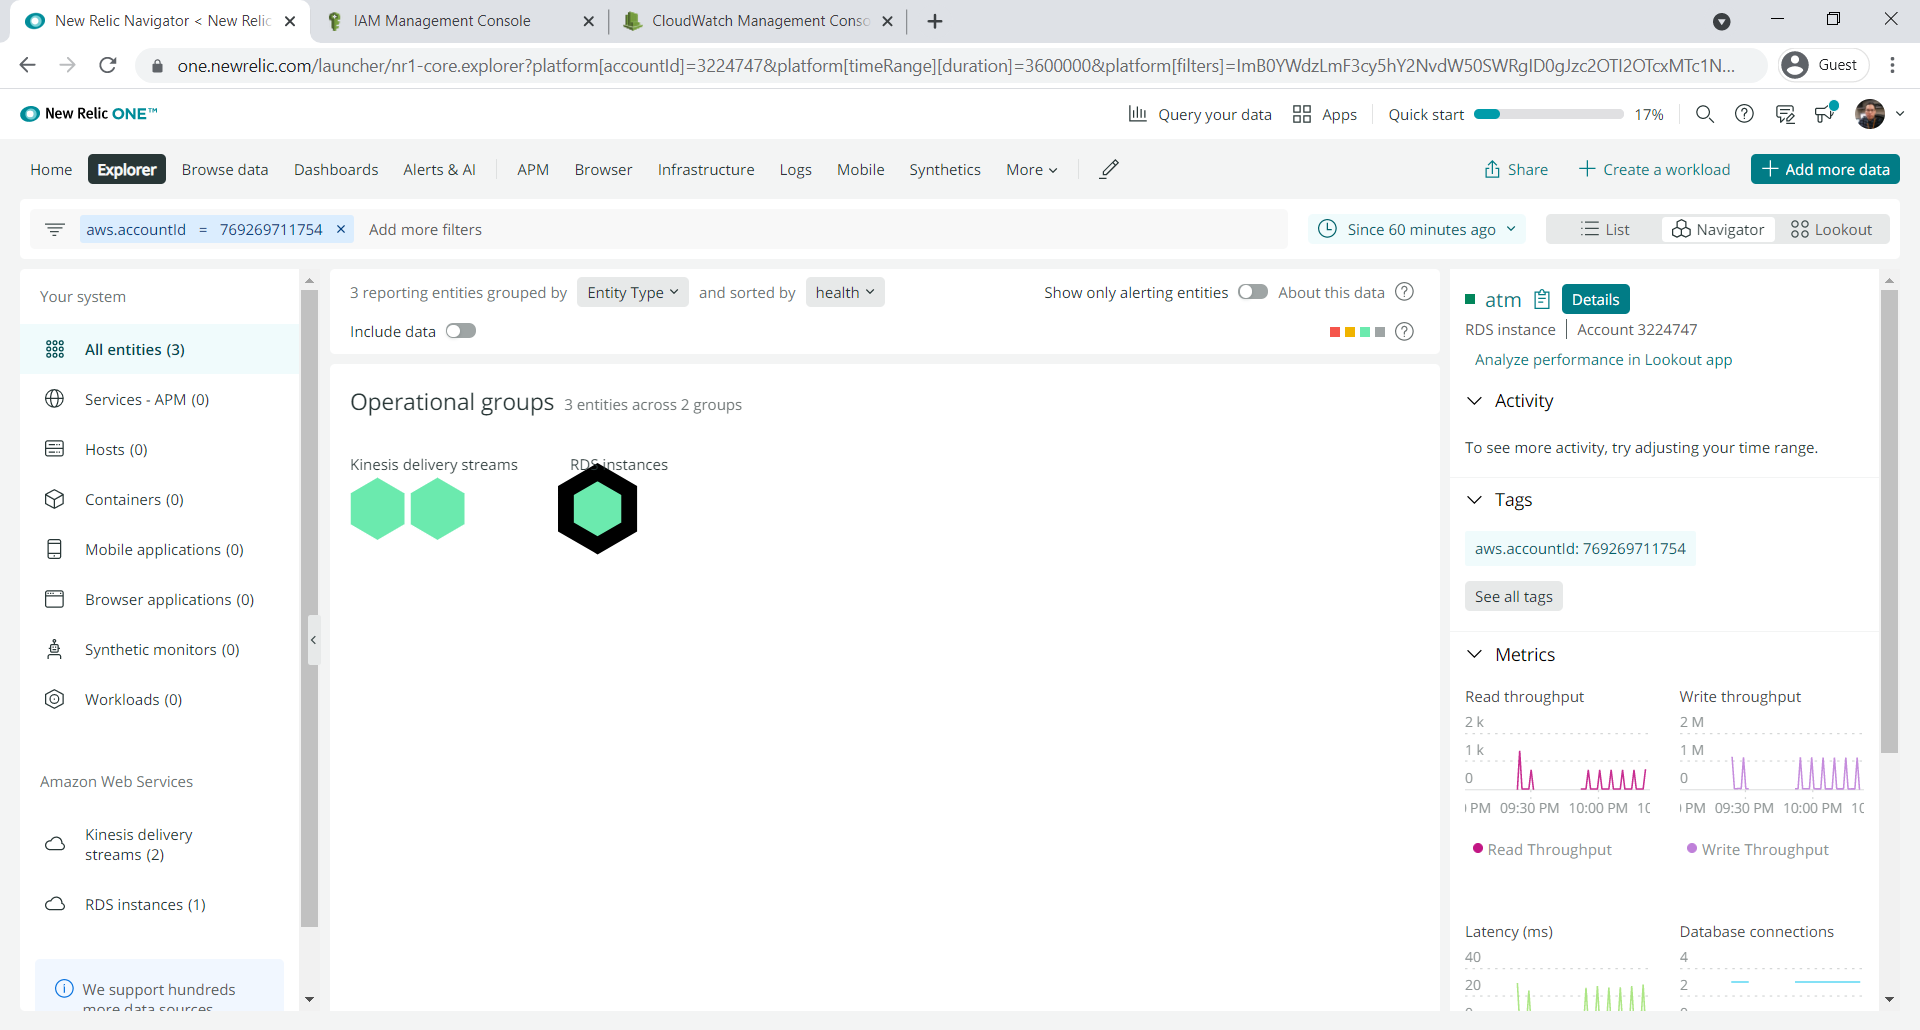 New Relic Navigator < New Relic
IAM Management Console
CloudWatch Management Conso
one.newrelic.com/launcher/nr1-core.explorer?platform[accountId]=3224747&platform[timeRange][duration]=3600000&platform[filters]=ImB0YWdzLmF3cy5hY2NvdW50SWRgID0gJzc2OTI2OTcxMTc1N...
Guest
New Relic ONE™
Query your data
Apps
Quick start
17%
Home
Explorer
Browse data
Dashboards
Alerts & AI
APM
Browser
Infrastructure
Logs
Mobile
Synthetics
More
Share
Create a workload
Add more data
aws.accountId = 769269711754 ×
Add more filters
Since 60 minutes ago
List
Navigator
Lookout
Your system
All entities (3)
Services - APM (0)
Hosts (0)
Containers (0)
Mobile applications (0)
Browser applications (0)
Synthetic monitors (0)
Workloads (0)
Amazon Web Services
Kinesis delivery
streams (2)
RDS instances (1)
We support hundreds
more data sources
3 reporting entities grouped by
Entity Type
and sorted by
health
Show only alerting entities
About this data
Include data
Operational groups
3 entities across 2 groups
Kinesis delivery streams
RDS instances
atm
Details
RDS instance
Account 3224747
Analyze performance in Lookout app
Activity
To see more activity, try adjusting your time range.
Tags
aws.accountId: 769269711754
See all tags
Metrics
Read throughput
2 k
1 k
0
PM 09:30 PM 10:00 PM 10
Read Throughput
Write throughput
2 M
1 M
0
PM 09:30 PM 10:00 PM 10
Write Throughput
Latency (ms)
40
20
Database connections
4
2